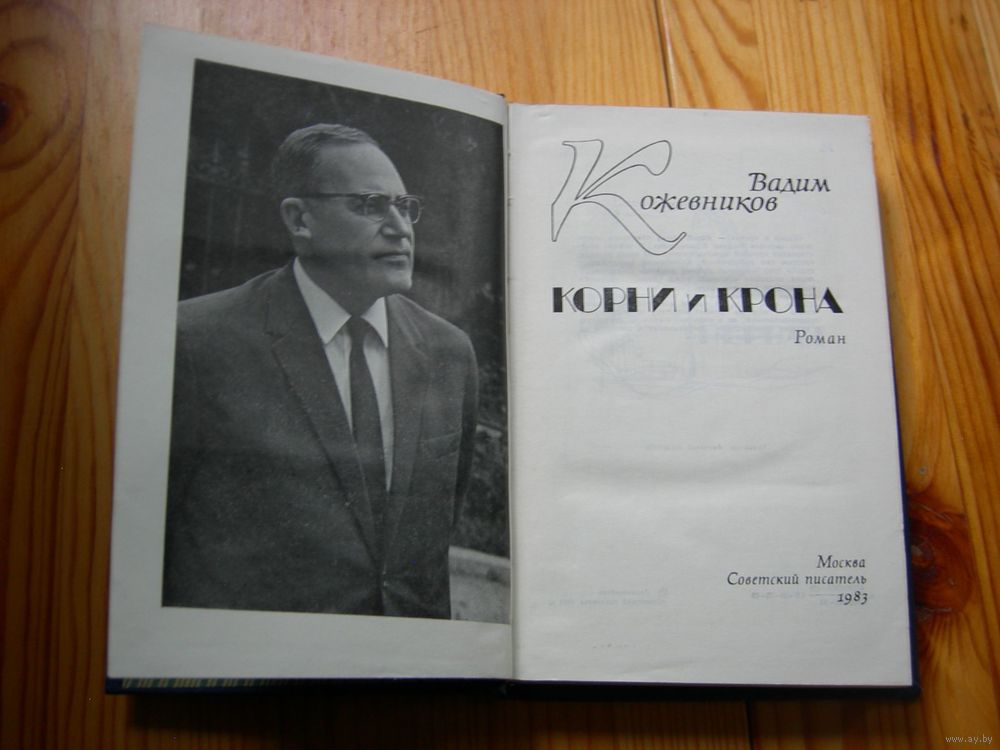 Вадим
Кожевников
КОРНИ и КРОНА
Роман
Москва
Советский писатель
1983
www.ay.by